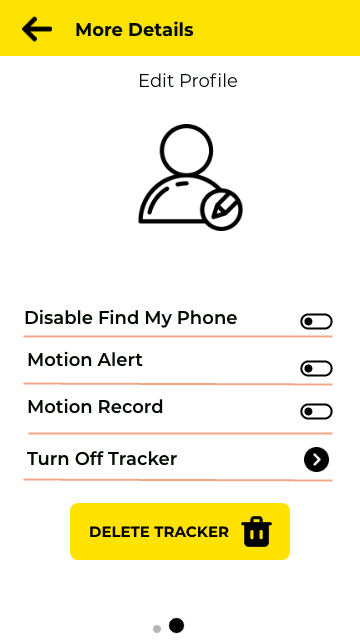 More Details
Edit Profile
Disable Find My Phone
Motion Alert
Motion Record
Turn Off Tracker
DELETE TRACKER